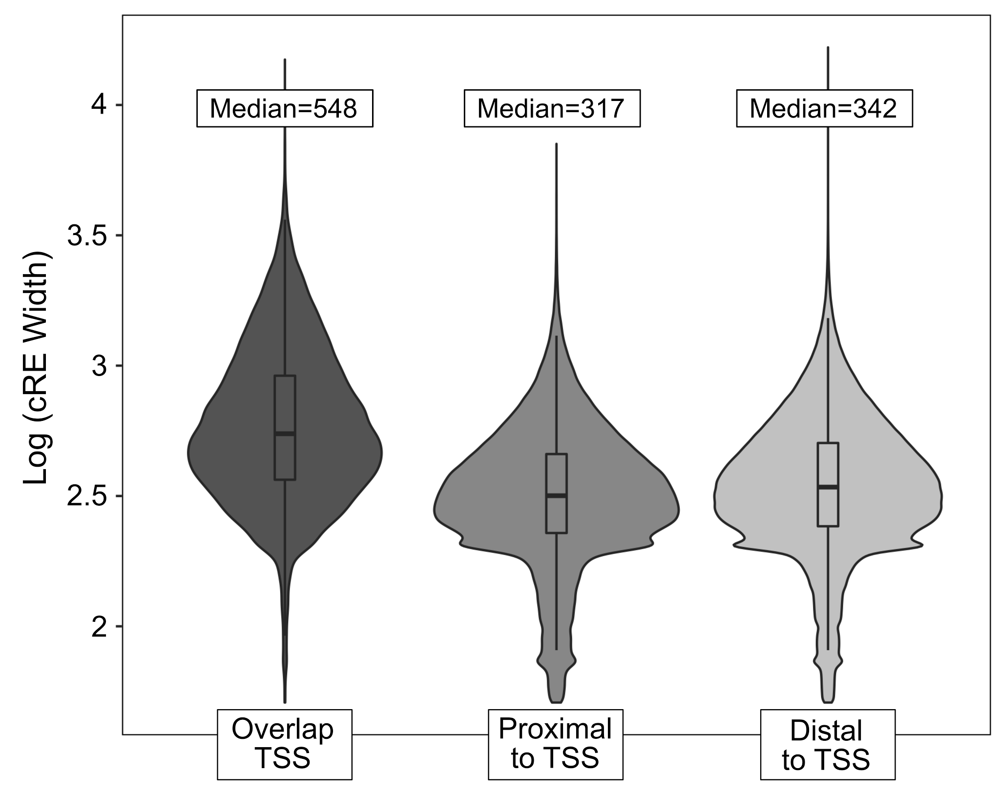 Log (cRE Width)
4
3.5
3
2.5
2
Median=548
Median=317
Median=342
Overlap
TSS
Proximal
to TSS
Distal
to TSS